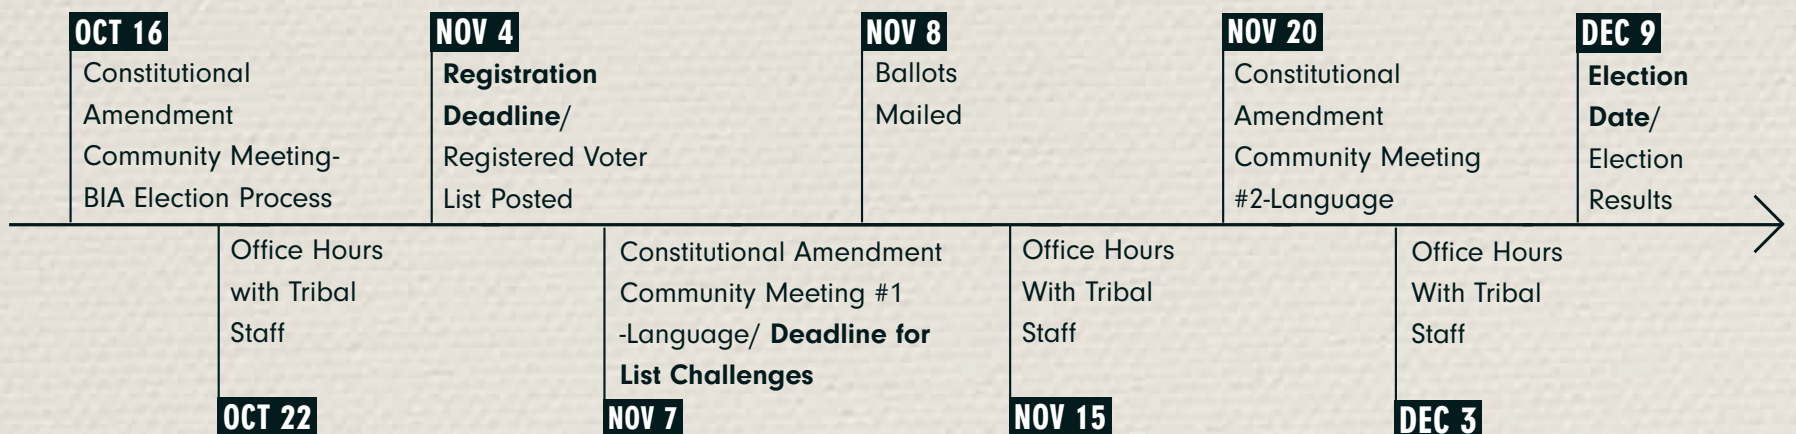 OCT 16
Constitutional
Amendment
Community Meeting-
BIA Election Process
NOV 4
Registration
Deadline/
Registered Voter
List Posted
NOV 8
Ballots
Mailed
NOV 20
Constitutional
Amendment
Community Meeting
#2-Language
DEC 9
Election
Date/
Election
Results
Office Hours
with Tribal
Staff
OCT 22
Constitutional Amendment
Community Meeting #1
-Language/ Deadline for
List Challenges
NOV 7
Office Hours
With Tribal
Staff
NOV 15
Office Hours
With Tribal
Staff
DEC 3